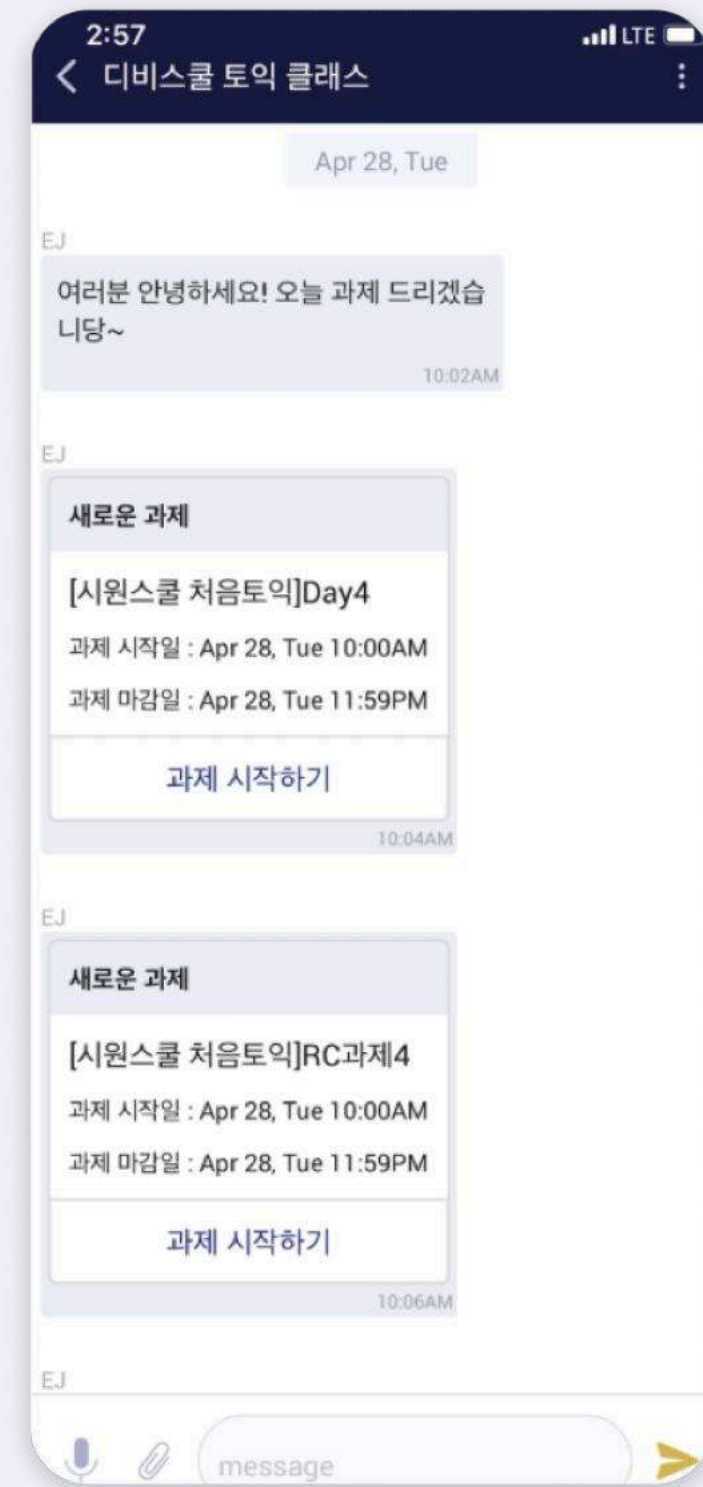 2:57
LTE
디비스쿨 토익 클래스
Apr 28, Tue
EJ
여러분 안녕하세요! 오늘 과제 드리겠습
니당~
10:02AM
EJ
새로운 과제
[시원스쿨 처음토익]Day4
과제 시작일 : Apr 28, Tue 10:00AM
과제 마감일 : Apr 28, Tue 11:59PM
과제 시작하기
10:04AM
EJ
새로운 과제
[시원스쿨 처음토익]RC과제4
과제 시작일 : Apr 28, Tue 10:00AM
과제 마감일 : Apr 28, Tue 11:59PM
과제 시작하기
10:06AM
EJ
message